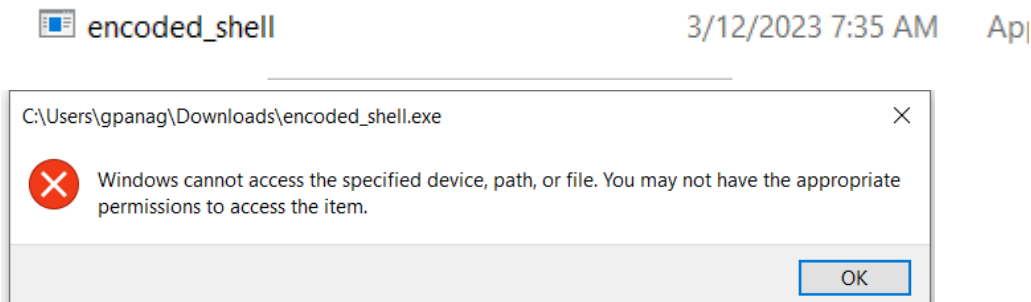 encoded_shell 3/12/2023 7:35 AM
C:\Users\gpanag\Downloads\encoded_shell.exe
Windows cannot access the specified device, path, or file. You may not have the appropriate
permissions to access the item.
OK